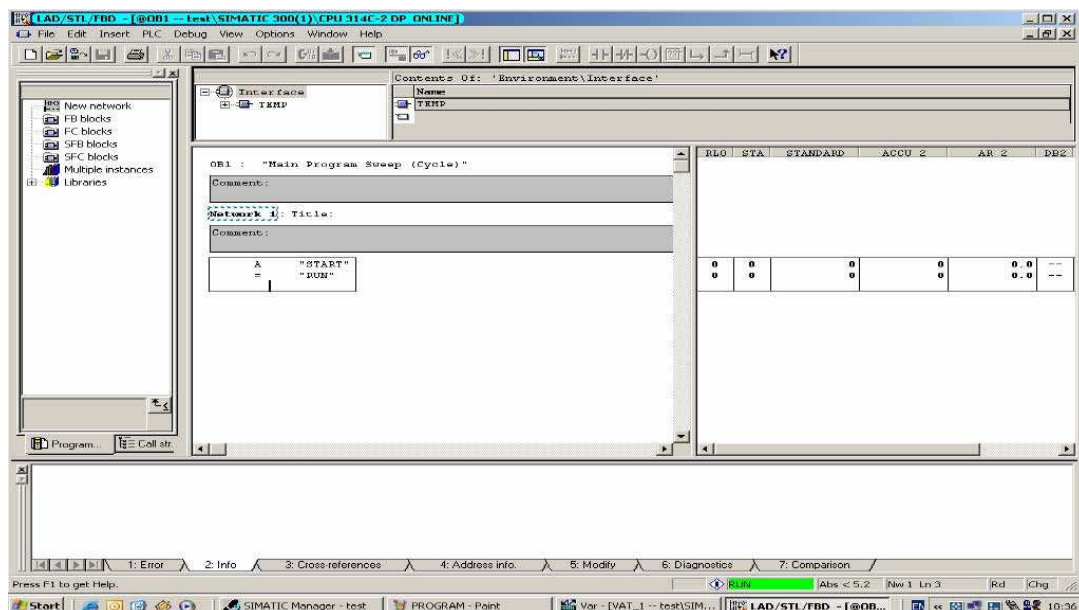 LAD/STL/FBD - [@OB1 -- test\SIMATIC 300(1)\CPU 314C-2 DP ONLINE]
File Edit Insert PLC Debug View Options Window Help
Contents Of: 'Environment\Interface'
Interface
TEMP
Name
TEMP
New network
FB blocks
FC blocks
SFB blocks
SFC blocks
Multiple instances
Libraries
OB1 : "Main Program Sweep (Cycle)"
Comment:
Network 1: Title:
Comment:
A "START"
= "RUN"
RLO STA STANDARD ACCU 2 AR 2 DB2
0 0 0 0 0.0 --
0 0 0 0 0.0 --
Program... Call str.
1: Error 2: Info 3: Cross-references 4: Address info. 5: Modify 6: Diagnostics 7: Comparison
Press F1 to get Help.
RUN Abs < 5.2 Nw 1 Ln 3 Rd Chg
Start SIMATIC Manager - test PROGRAM - Paint Var - [VAT_1 -- test\SIM... LAD/STL/FBD - [@OB... « 10:30